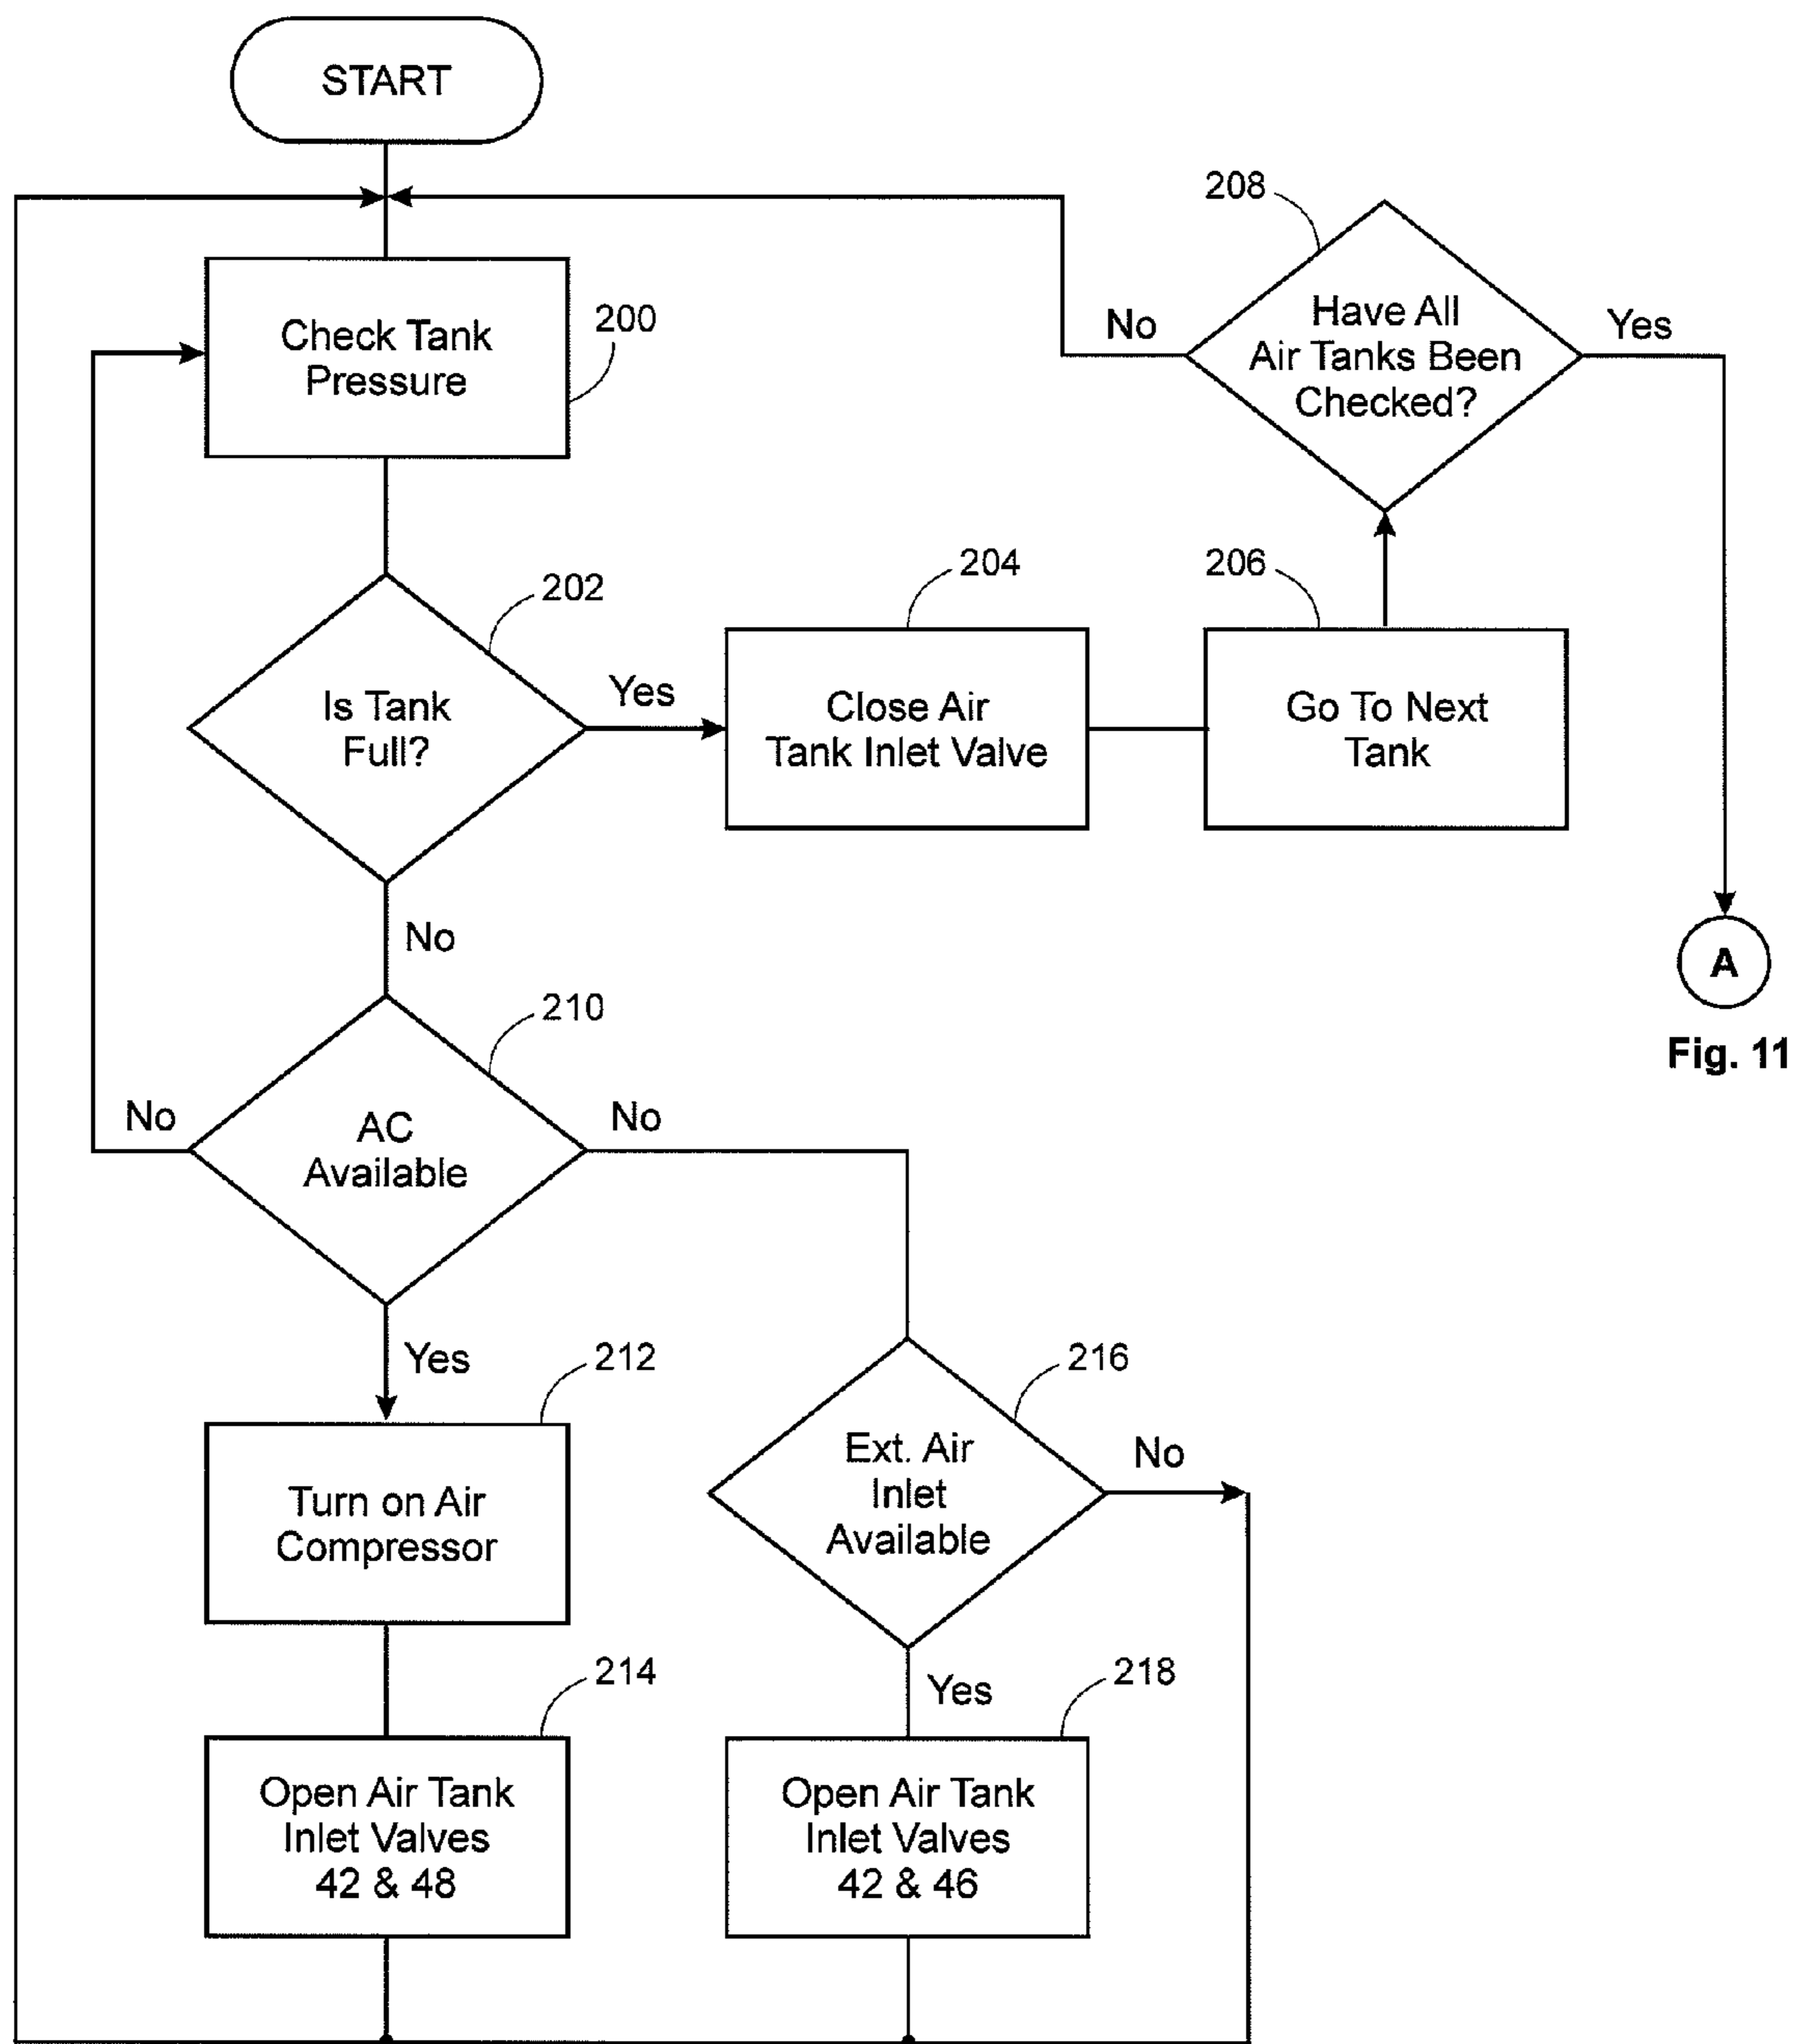 START
208
Have All
Air Tanks Been
Checked?
No
Yes
Check Tank
Pressure
200
202
Is Tank
Full?
Yes
204
Close Air
Tank Inlet Valve
206
Go To Next
Tank
No
A
Fig. 11
210
AC
Available
No
No
Yes
212
Turn on Air
Compressor
216
Ext. Air
Inlet
Available
No
Yes
214
Open Air Tank
Inlet Valves
42 & 48
218
Open Air Tank
Inlet Valves
42 & 46